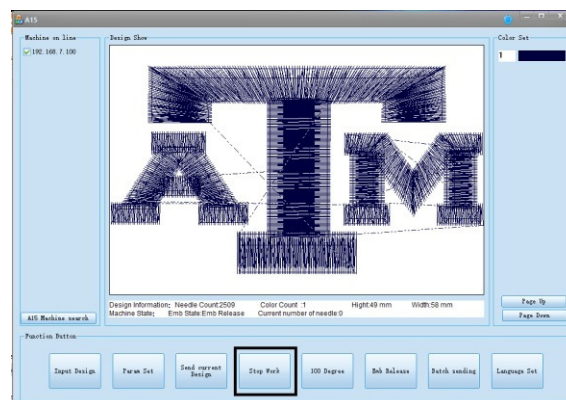 A15
Machine on line
192.168.7.100
Design Show
Color Set
1
ATM
Design Information: Needle Count:2509 Color Count :1 Hight:49 mm Width:58 mm
Machine State: Emb State:Emb Release Current number of needle:0
A15 Machine search
Page Up
Page Down
Function Button
Input Design
Param Set
Send current
Design
Stop Work
100 Degree
Emb Release
Batch sending
Language Set